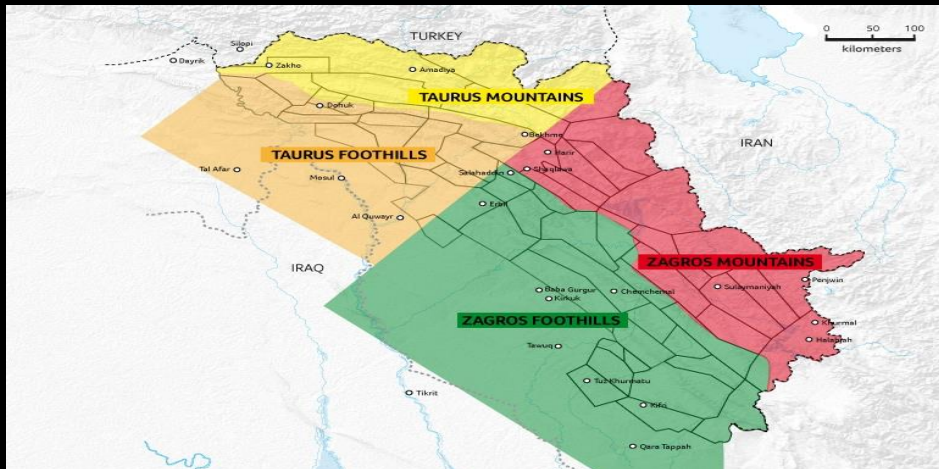 TURKEY
0 50 100
kilometers
Silopi
Dayrik
Zakho
Amadiya
TAURUS MOUNTAINS
Dohuk
Bekhme
IRAN
TAURUS FOOTHILLS
Harir
Tal Afar
Shaqlawa
Salahaddin
Mosul
Erbil
Al Quwayr
IRAQ
ZAGROS MOUNTAINS
Penjwin
Baba Gurgur
Chemchemal
Sulaymaniyah
Kirkuk
ZAGROS FOOTHILLS
Khurmal
Halabjah
Tawuq
Tuz Khurmatu
Tikrit
Kifri
Qara Tappah